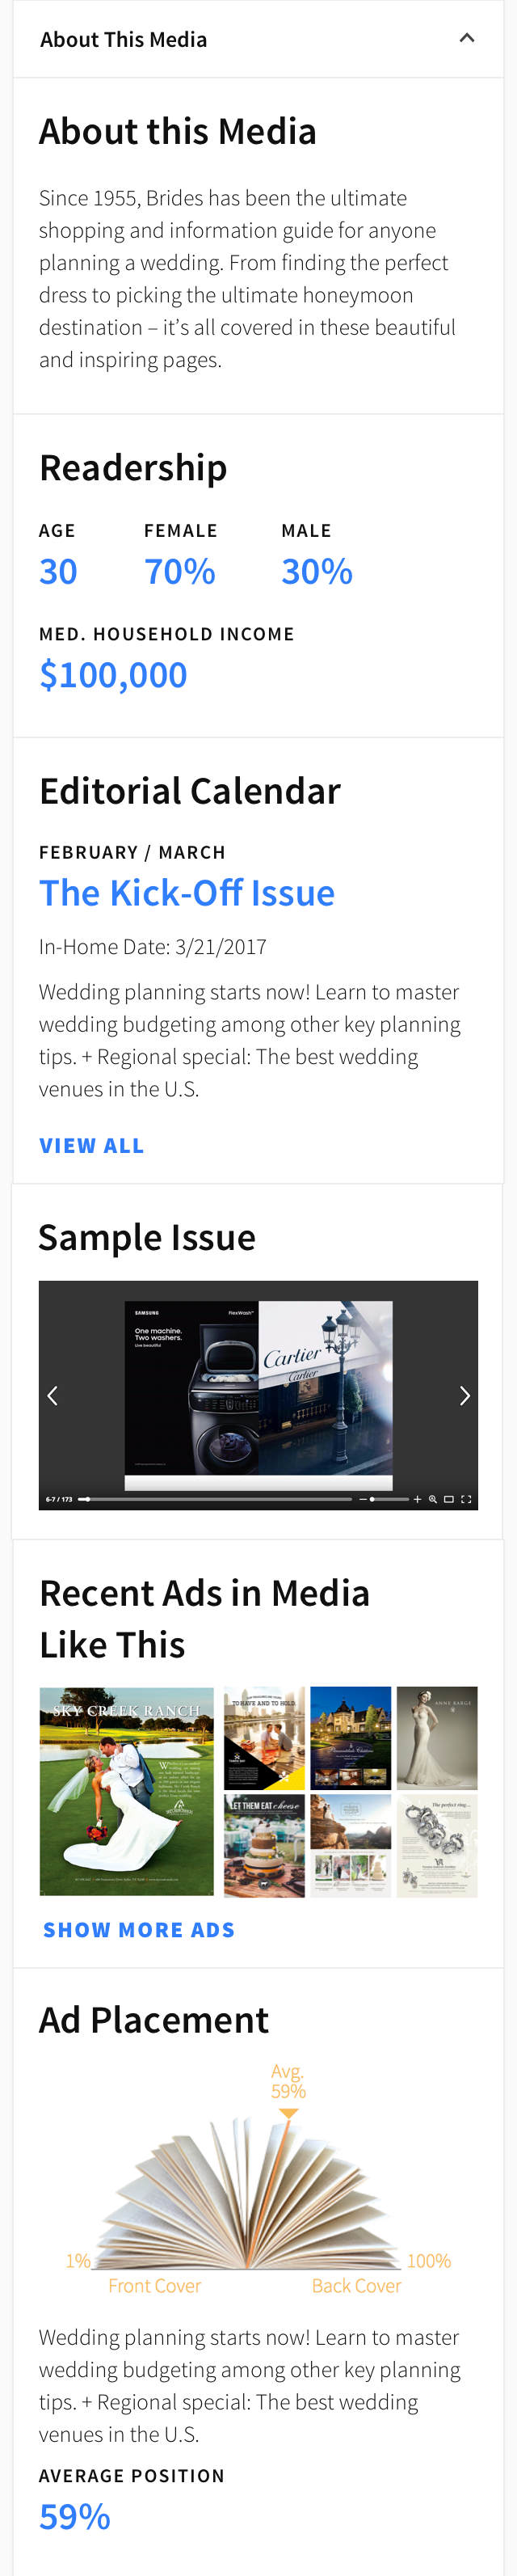 About This Media
About this Media
Since 1955, Brides has been the ultimate
shopping and information guide for anyone
planning a wedding. From finding the perfect
dress to picking the ultimate honeymoon
destination – it’s all covered in these beautiful
and inspiring pages.
Readership
AGE FEMALE MALE
30 70% 30%
MED. HOUSEHOLD INCOME
$100,000
Editorial Calendar
FEBRUARY / MARCH
The Kick-Off Issue
In-Home Date: 3/21/2017
Wedding planning starts now! Learn to master
wedding budgeting among other key planning
tips. + Regional special: The best wedding
venues in the U.S.
VIEW ALL
Sample Issue
SAMSUNG FlexWash™
One machine.
Two washers.
Live beautiful
Cartier
Cartier
6-7 / 173
Recent Ads in Media
Like This
SKY CREEK RANCH
TO HAVE AND TO HOLD
ANNE BARGE
LET THEM EAT cheese
The perfect ring...
SHOW MORE ADS
Ad Placement
Avg.
59%
1% 100%
Front Cover Back Cover
Wedding planning starts now! Learn to master
wedding budgeting among other key planning
tips. + Regional special: The best wedding
venues in the U.S.
AVERAGE POSITION
59%